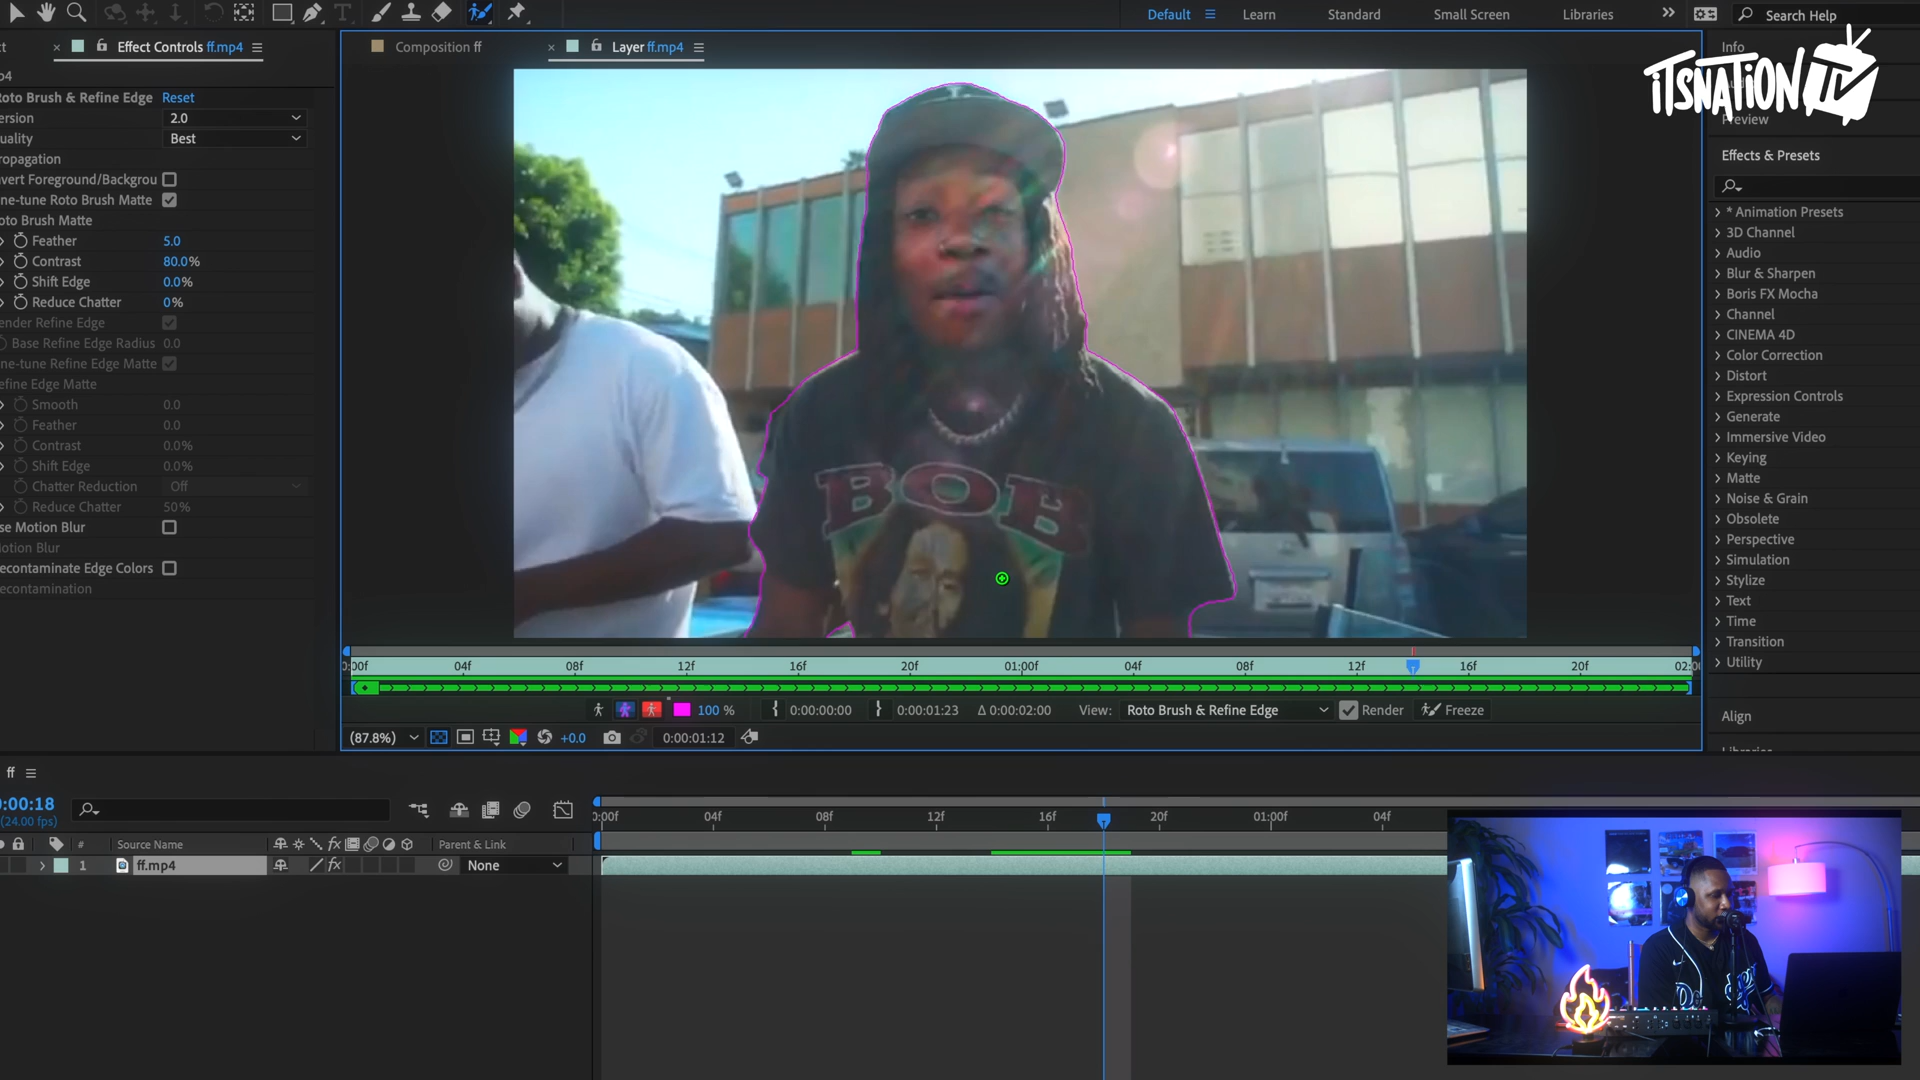 Default
Learn
Standard
Small Screen
Libraries
Search Help
Effect Controls ff.mp4
Composition ff
Layer ff.mp4
Info
ITSNATION TV
p4
Roto Brush & Refine Edge Reset
ersion 2.0
uality Best
ropagation
vert Foreground/Backgrou
ne-tune Roto Brush Matte
oto Brush Matte
Feather 5.0
Contrast 80.0%
Shift Edge 0.0%
Reduce Chatter 0%
ender Refine Edge
Base Refine Edge Radius 0.0
ne-tune Refine Edge Matte
efine Edge Matte
Smooth 0.0
Feather 0.0
Contrast 0.0%
Shift Edge 0.0%
Chatter Reduction Off
Reduce Chatter 50%
se Motion Blur
otion Blur
econtaminate Edge Colors
econtamination
BOB
Preview
Effects & Presets
* Animation Presets
3D Channel
Audio
Blur & Sharpen
Boris FX Mocha
Channel
CINEMA 4D
Color Correction
Distort
Expression Controls
Generate
Immersive Video
Keying
Matte
Noise & Grain
Obsolete
Perspective
Simulation
Stylize
Text
Time
Transition
Utility
Align
0:00f 04f 08f 12f 16f 20f 01:00f 04f 08f 12f 16f 20f 02:0
100 % 0:00:00:00 0:00:01:23 Δ 0:00:02:00 View: Roto Brush & Refine Edge Render Freeze
(87.8%) +0.0 0:00:01:12
ff
0:00:18
(24.00 fps)
0:00f 04f 08f 12f 16f 20f 01:00f 04f
# Source Name fx Parent & Link
1 ff.mp4 fx None